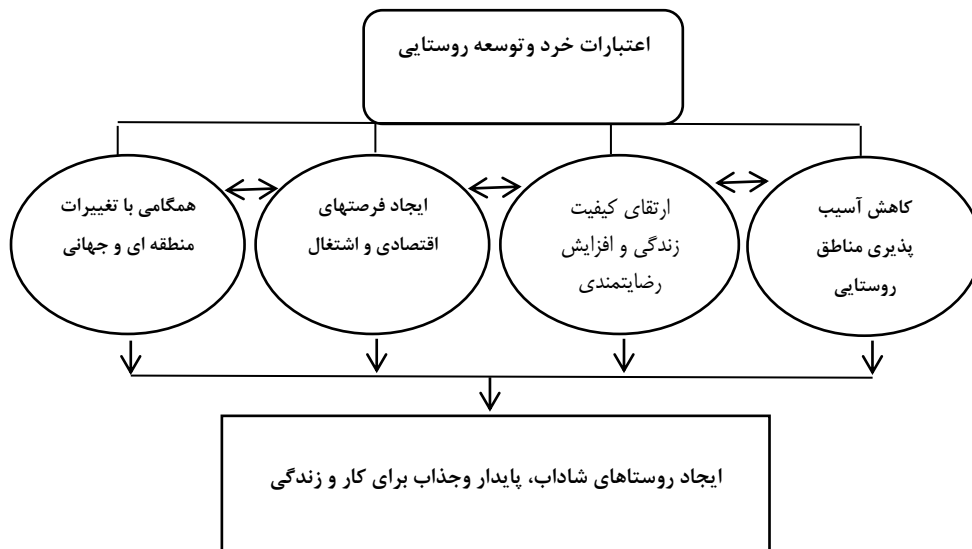 اعتبارات خرد وتوسعه روستایی
کاهش آسیب
پذیری مناطق
روستایی
ارتقای کیفیت
زندگی و افزایش
رضایتمندی
ایجاد فرصتهای
اقتصادی و اشتغال
همگامی با تغییرات
منطقه ای و جهانی
ایجاد روستاهای شاداب، پایدار وجذاب برای کار و زندگی